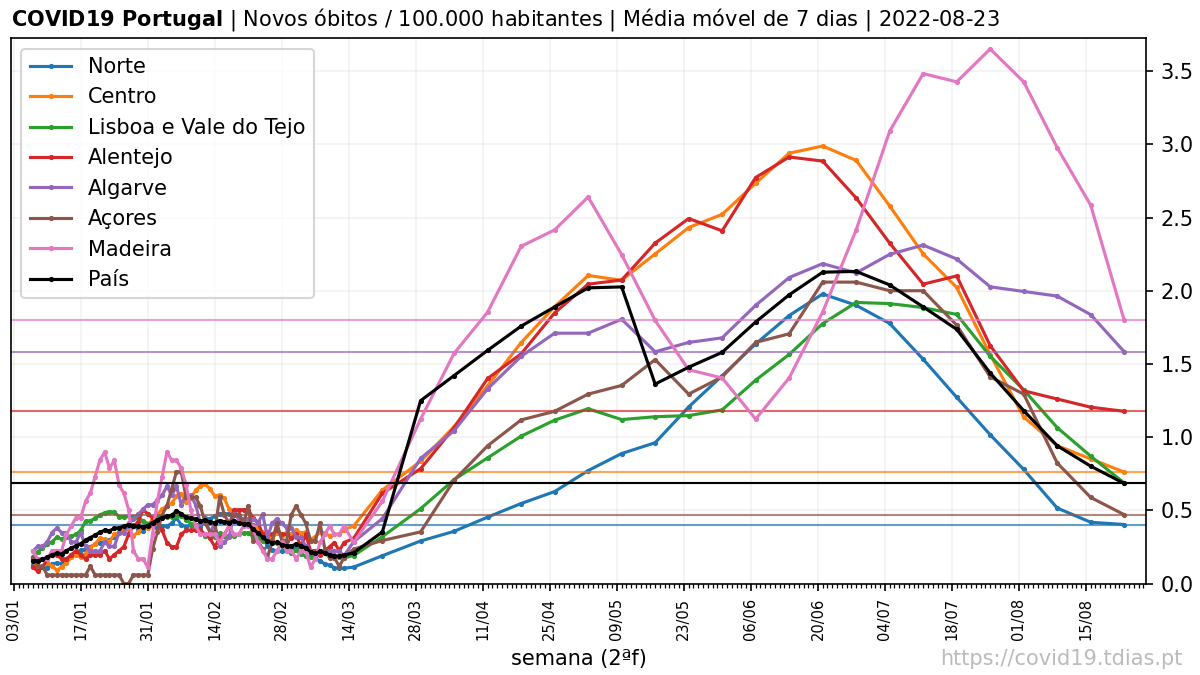 COVID19 Portugal | Novos óbitos / 100.000 habitantes | Média móvel de 7 dias | 2022-08-23
Norte
Centro
Lisboa e Vale do Tejo
Alentejo
Algarve
Açores
Madeira
País
3.5
3.0
2.5
2.0
1.5
1.0
0.5
0.0
03/01
17/01
31/01
14/02
28/02
14/03
28/03
11/04
25/04
09/05
23/05
06/06
20/06
04/07
18/07
01/08
15/08
semana (2ªf)
https://covid19.tdias.pt